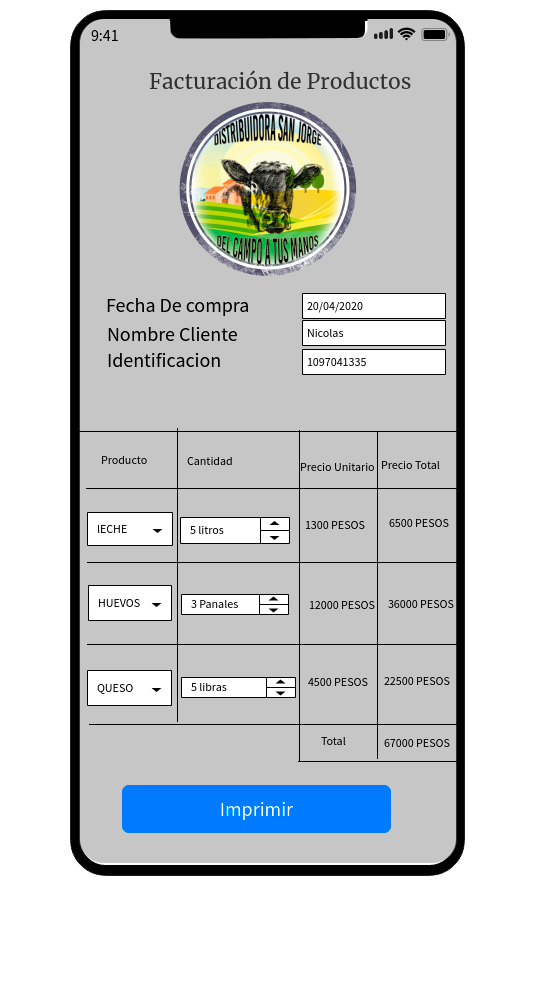 9:41
Facturación de Productos
DISTRIBUIDORA SAN JORGE
DEL CAMPO A TUS MANOS
Fecha De compra 20/04/2020
Nombre Cliente Nicolas
Identificacion 1097041335
Producto Cantidad Precio Unitario Precio Total
lECHE 5 litros 1300 PESOS 6500 PESOS
HUEVOS 3 Panales 12000 PESOS 36000 PESOS
QUESO 5 libras 4500 PESOS 22500 PESOS
Total 67000 PESOS
Imprimir